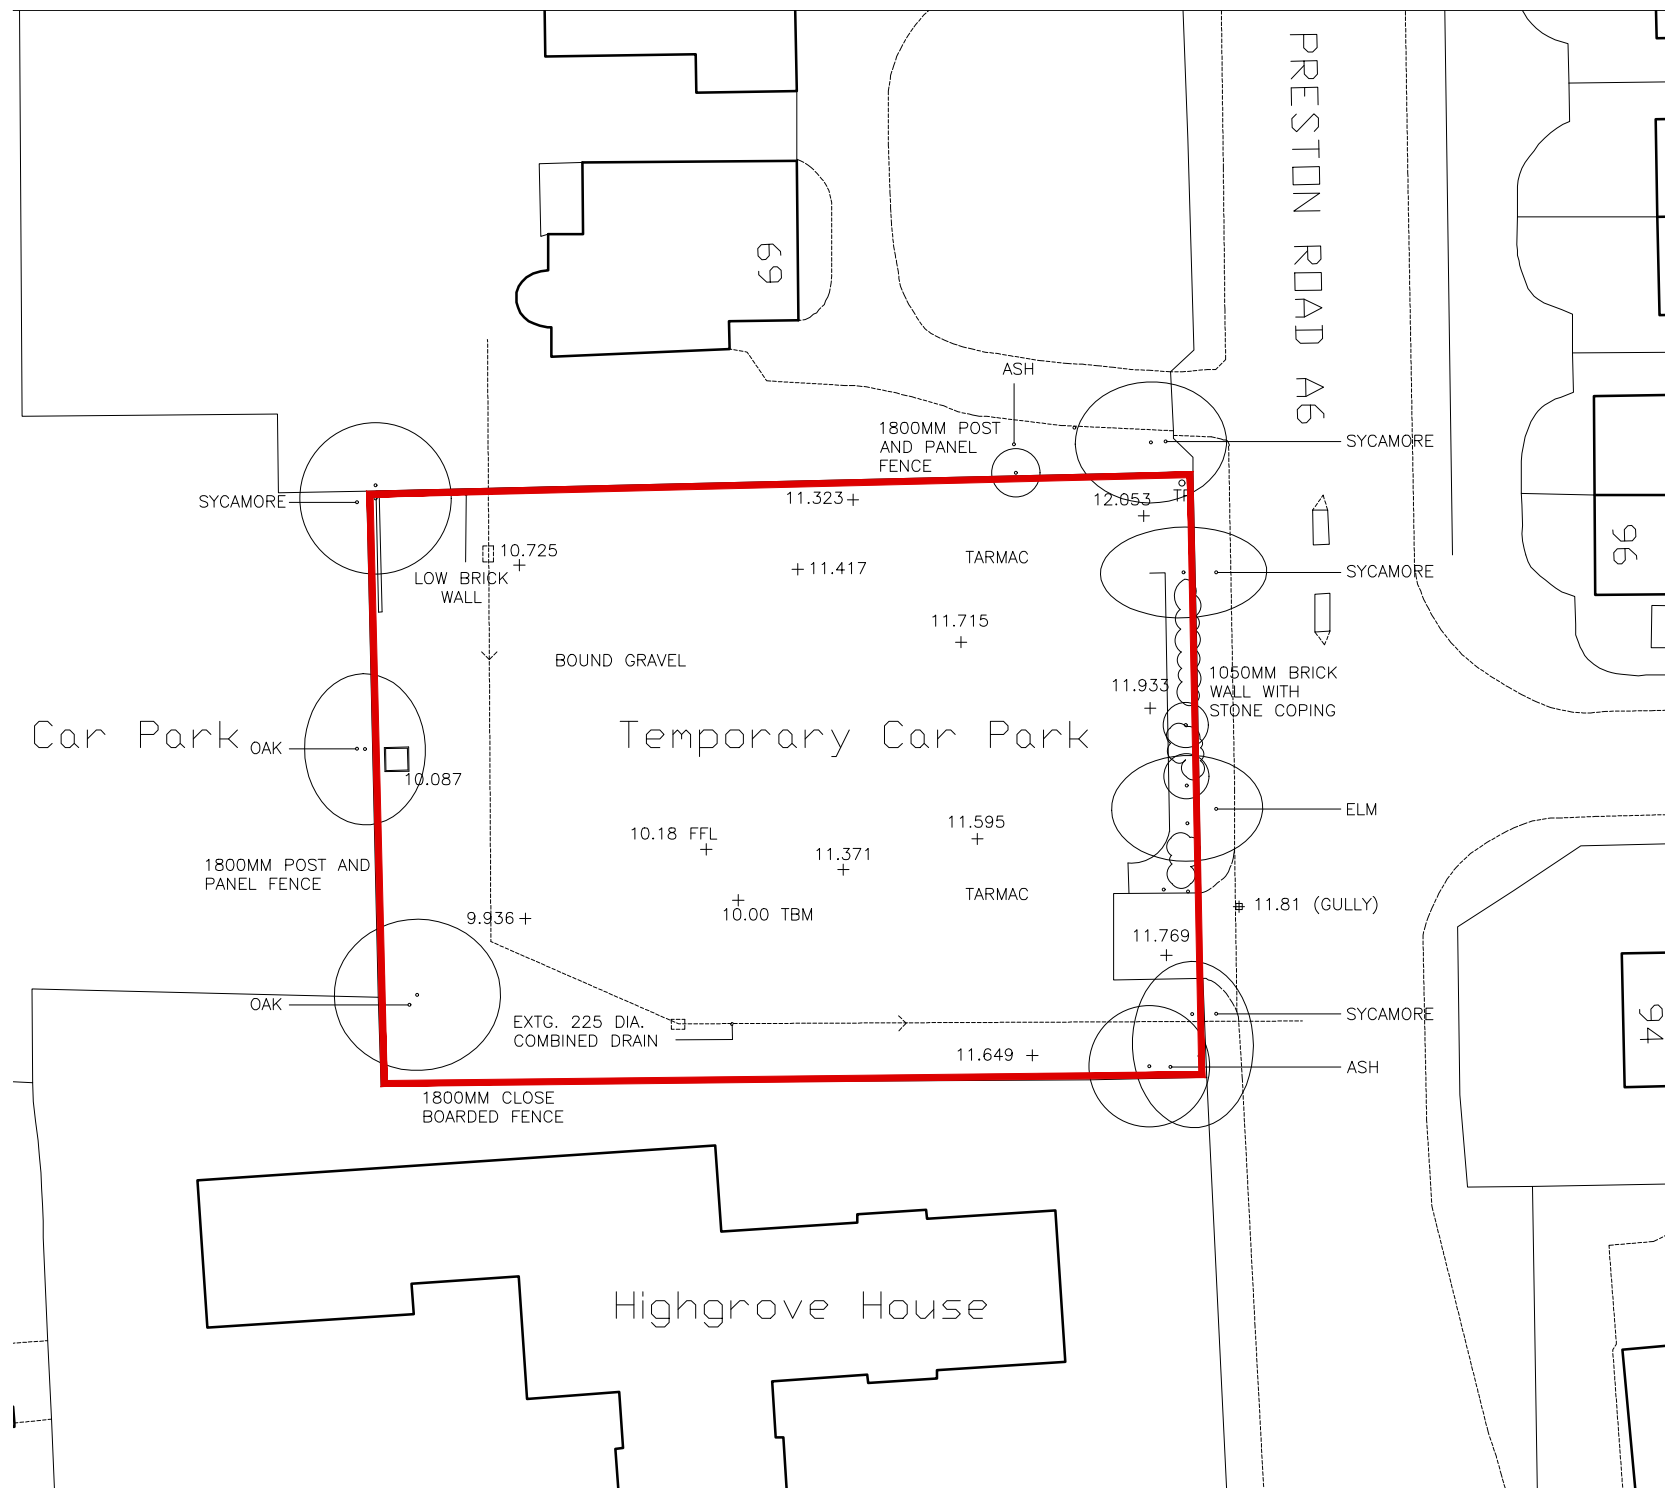 PRESTON ROAD A6
69
ASH
1800MM POST
AND PANEL
FENCE
SYCAMORE
SYCAMORE
11.323
12.053
TP
10.725
11.417
TARMAC
SYCAMORE
96
LOW BRICK
WALL
11.715
BOUND GRAVEL
11.933
1050MM BRICK
WALL WITH
STONE COPING
Car Park
OAK
Temporary Car Park
10.087
ELM
10.18 FFL
11.595
11.371
1800MM POST AND
PANEL FENCE
TARMAC
9.936
10.00 TBM
11.81 (GULLY)
11.769
OAK
EXTG. 225 DIA.
COMBINED DRAIN
SYCAMORE
94
11.649
ASH
1800MM CLOSE
BOARDED FENCE
Highgrove House